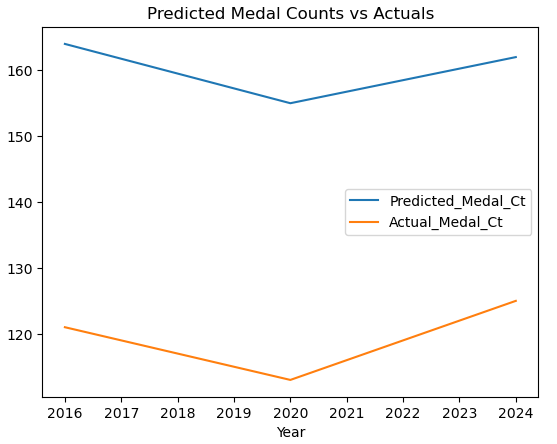 Predicted Medal Counts vs Actuals
160
150
140
130
120
Predicted_Medal_Ct
Actual_Medal_Ct
2016 2017 2018 2019 2020 2021 2022 2023 2024
Year